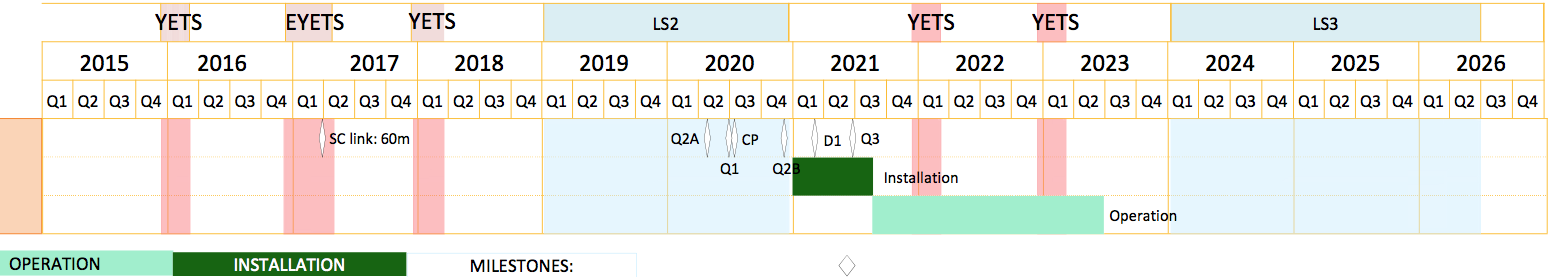 YETS EYETS YETS LS2 YETS YETS LS3
2015 2016 2017 2018 2019 2020 2021 2022 2023 2024 2025 2026
Q1 Q2 Q3 Q4 Q1 Q2 Q3 Q4 Q1 Q2 Q3 Q4 Q1 Q2 Q3 Q4 Q1 Q2 Q3 Q4 Q1 Q2 Q3 Q4 Q1 Q2 Q3 Q4 Q1 Q2 Q3 Q4 Q1 Q2 Q3 Q4 Q1 Q2 Q3 Q4 Q1 Q2 Q3 Q4 Q1 Q2 Q3 Q4
SC link: 60m Q2A CP D1 Q3
Q1 Q2B
Installation
Operation
OPERATION INSTALLATION MILESTONES: